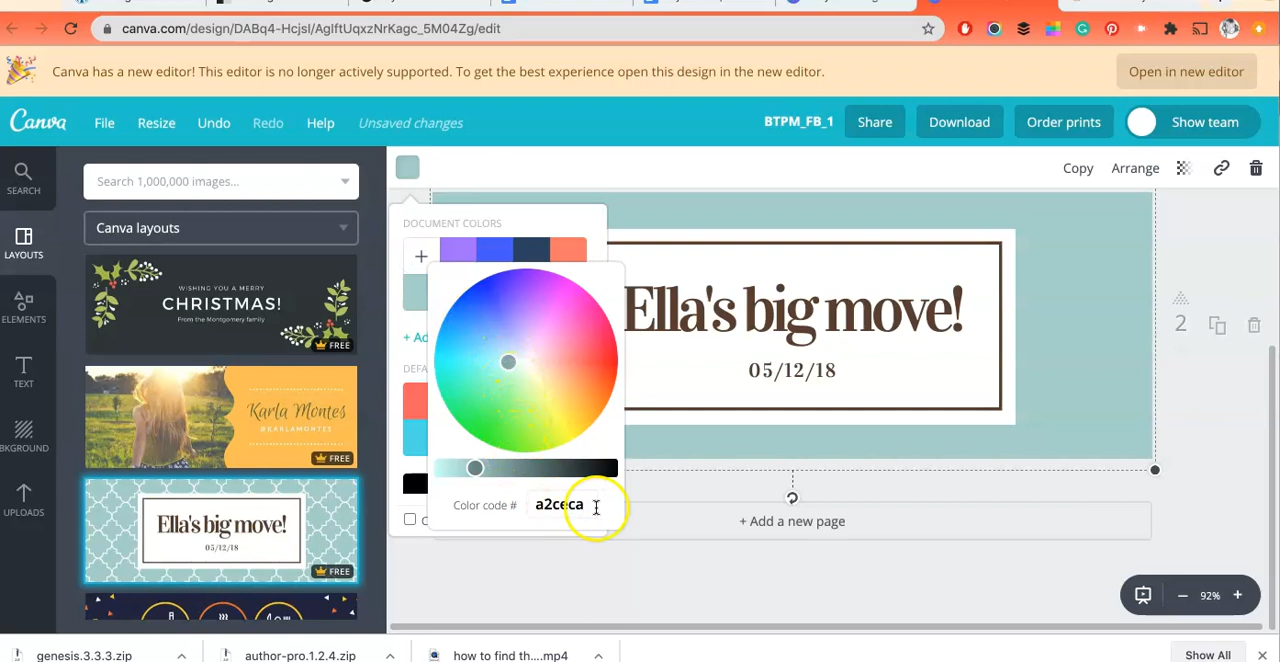 canva.com/design/DABq4-HcjsI/AglftUqxzNrKagc_5M04Zg/edit
Canva has a new editor! This editor is no longer actively supported. To get the best experience open this design in the new editor.
Open in new editor
Canva
File
Resize
Undo
Redo
Help
Unsaved changes
BTPM_FB_1
Share
Download
Order prints
Show team
SEARCH
LAYOUTS
ELEMENTS
TEXT
BKGROUND
UPLOADS
Search 1,000,000 images...
Canva layouts
WISHING YOU A MERRY
CHRISTMAS!
From the Montgomery family
FREE
Karla Montes
@KARLAMONTES
FREE
Ella's big move!
05/12/18
FREE
Copy
Arrange
DOCUMENT COLORS
+
+ Ad
DEFA
Color code #
a2ceca
Ella's big move!
05/12/18
2
+ Add a new page
92%
genesis.3.3.3.zip
author-pro.1.2.4.zip
how to find th....mp4
Show All